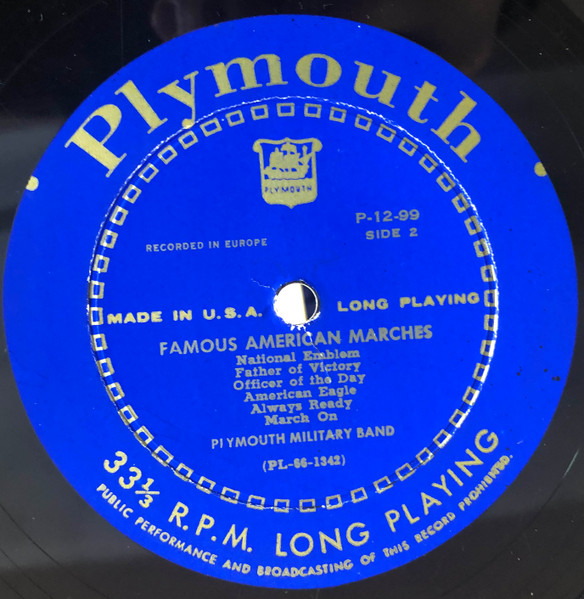 Plymouth
PLYMOUTH
P-12-99
SIDE 2
RECORDED IN EUROPE
MADE IN U.S.A. LONG PLAYING
FAMOUS AMERICAN MARCHES
National Emblem
Father of Victory
Officer of the Day
American Eagle
Always Ready
March On
PLYMOUTH MILITARY BAND
(PL-56-1342)
33⅓ R.P.M. LONG PLAYING
PUBLIC PERFORMANCE AND BROADCASTING OF THIS RECORD PROHIBITED.